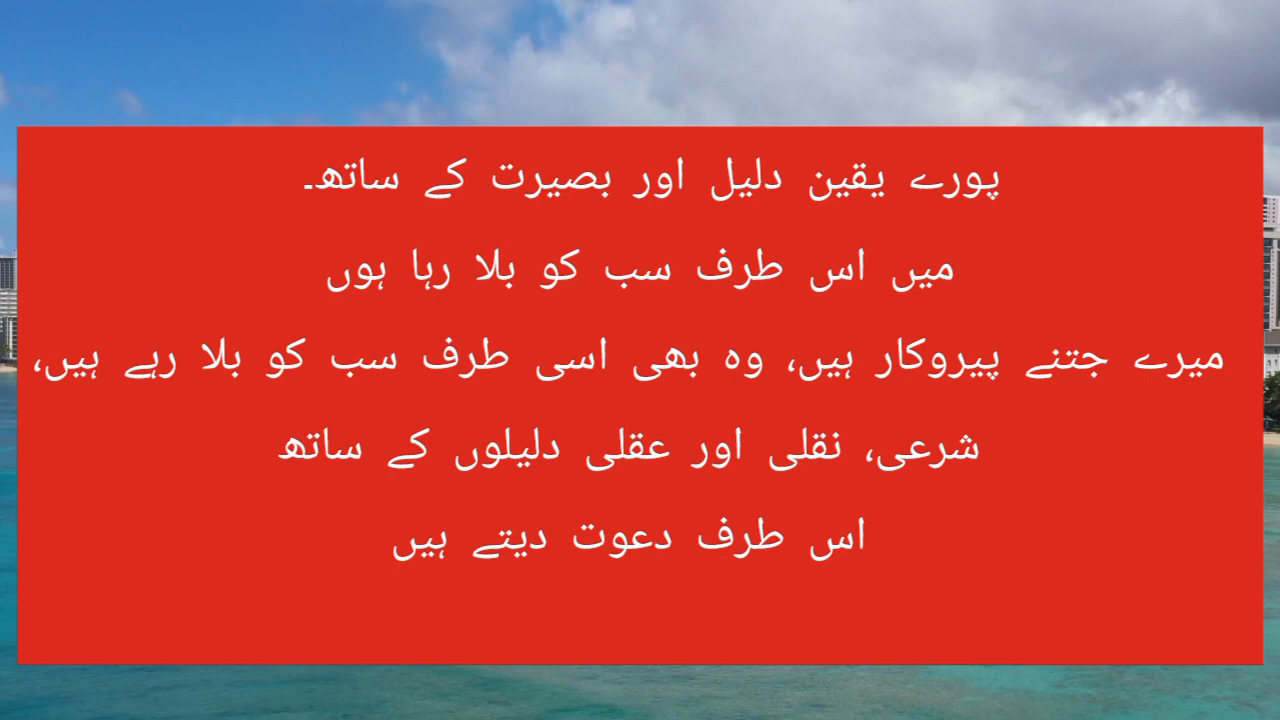 پورے یقین دلیل اور بصیرت کے ساتھ۔
میں اس طرف سب کو بلا رہا ہوں
میرے جتنے پیروکار ہیں، وہ بھی اسی طرف سب کو بلا رہے ہیں،
شرعی، نقلی اور عقلی دلیلوں کے ساتھ
اس طرف دعوت دیتے ہیں